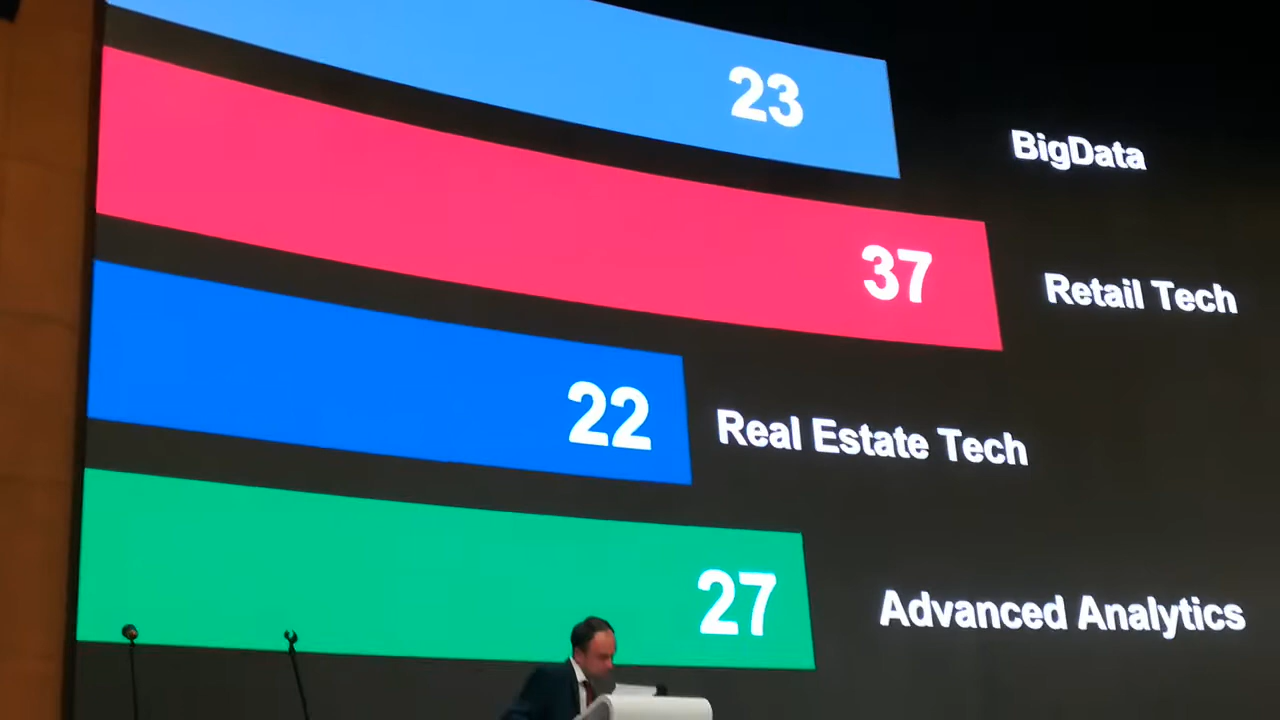 23
BigData
37
Retail Tech
22
Real Estate Tech
27
Advanced Analytics